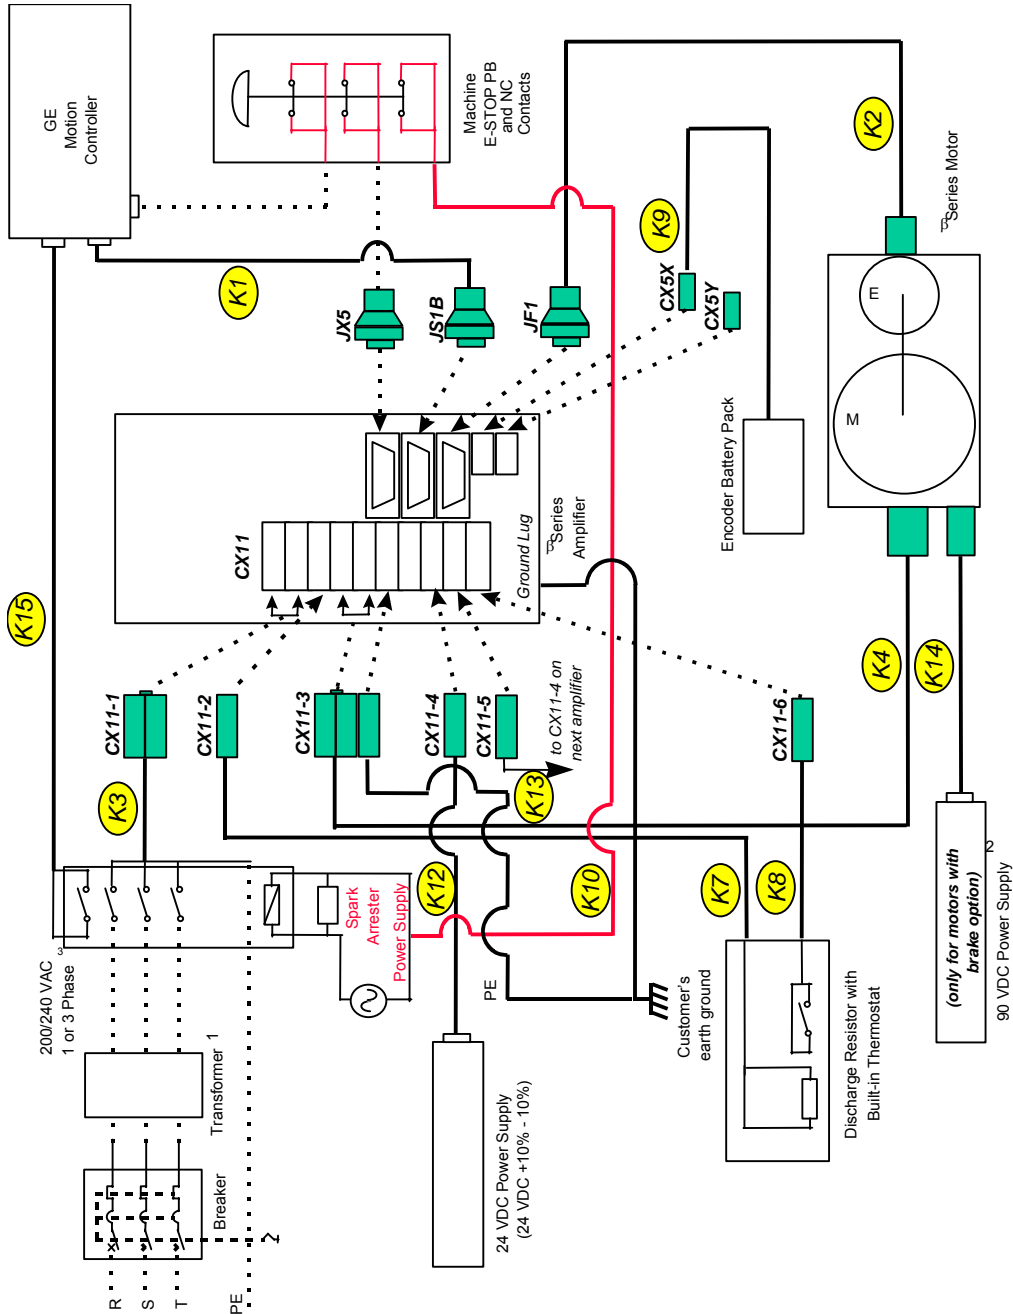 R
S
T
PE
Breaker
Transformer 1
200/240 VAC 3
1 or 3 Phase
K15
GE
Motion
Controller
K3
CX11-1
CX11-2
CX11-3
CX11-4
CX11-5
to CX11-4 on
next amplifier
CX11-6
CX11
K1
Machine
E-STOP PB
and NC
Contacts
JX5
JS1B
JF1
CX5X
CX5Y
K9
K2
Ground Lug
β Series
Amplifier
Encoder Battery Pack
β Series Motor
E
M
Spark
Arrester
Power Supply
K12
K13
K10
PE
24 VDC Power Supply
(24 VDC +10% - 10%)
Customer's
earth ground
K7
K8
Discharge Resistor with
Built-in Thermostat
K4
K14
(only for motors with
brake option)
90 VDC Power Supply 2